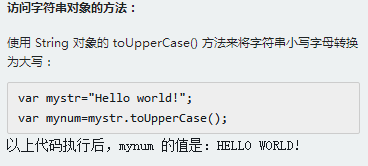 访问字符串对象的方法：
使用 String 对象的 toUpperCase() 方法来将字符串小写字母转换
为大写：
var mystr="Hello world!";
var mynum=mystr.toUpperCase();
以上代码执行后，mynum 的值是：HELLO WORLD!